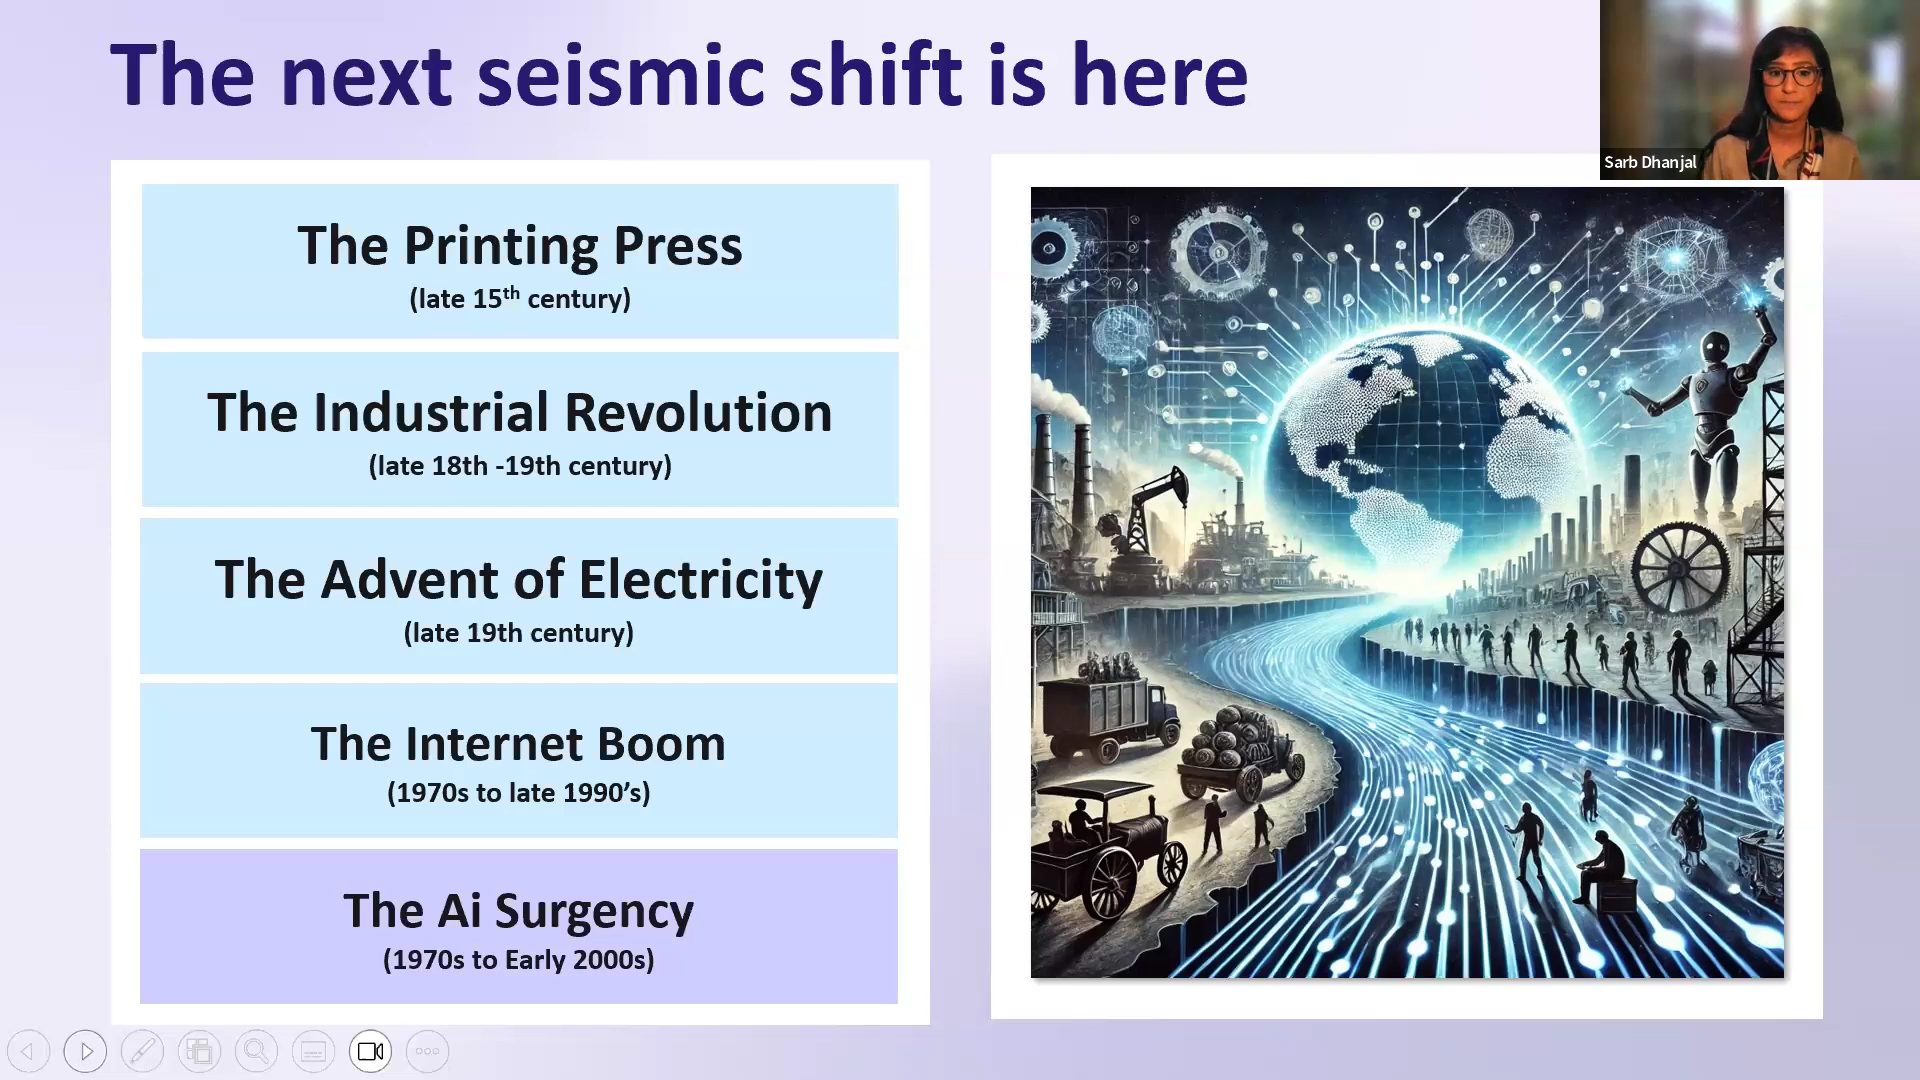 The next seismic shift is here
Sarb Dhanjal
The Printing Press
(late 15th century)
The Industrial Revolution
(late 18th -19th century)
The Advent of Electricity
(late 19th century)
The Internet Boom
(1970s to late 1990’s)
The Ai Surgency
(1970s to Early 2000s)